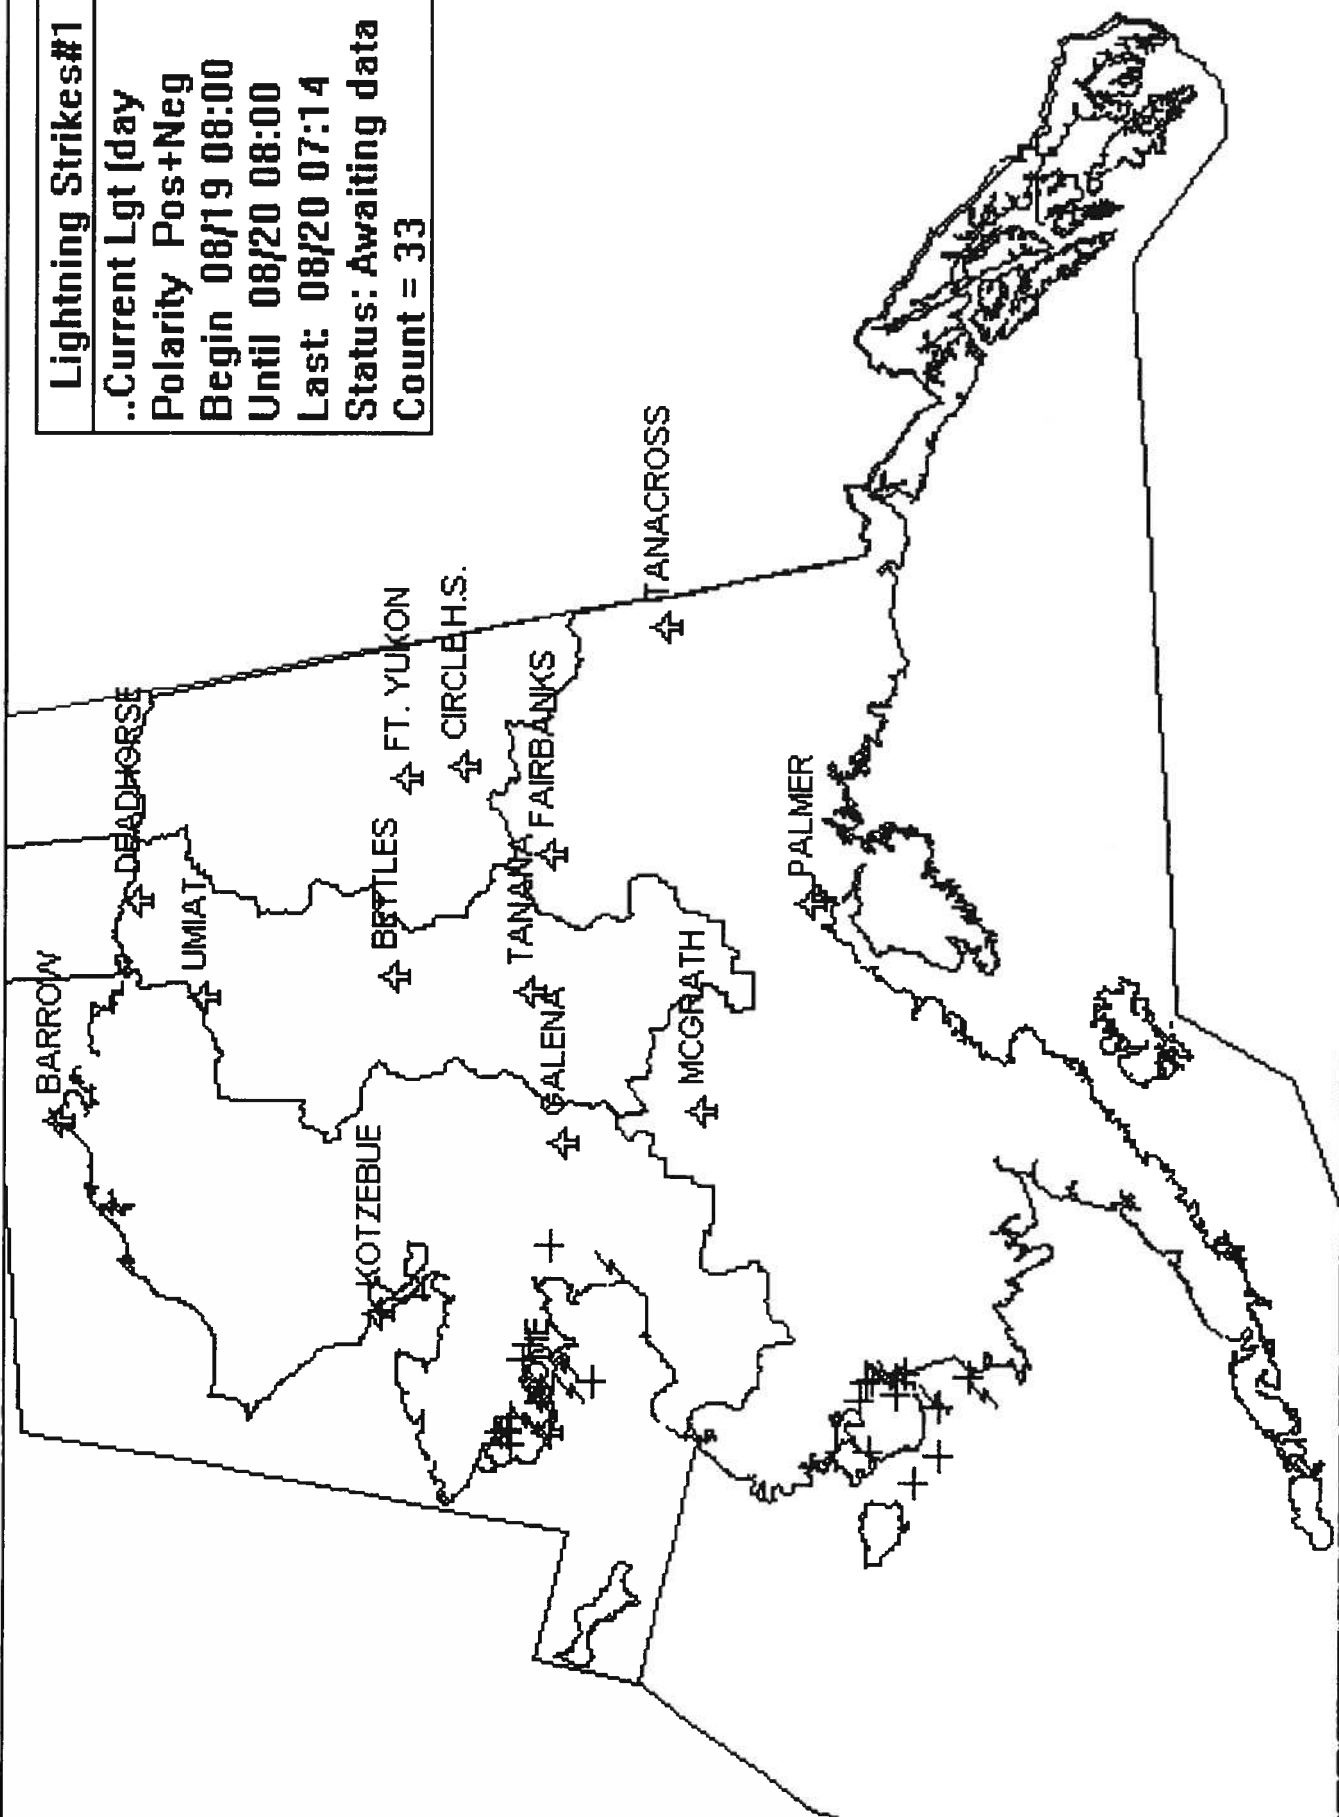 Lightning Strikes#1
..Current Lgt (day
Polarity Pos+Neg
Begin 08/19 08:00
Until 08/20 08:00
Last: 08/20 07:14
Status: Awaiting data
Count = 33
BARROW
DEADHORSE
UMIAT
KOTZEBUE
BETTLES
FT. YUKON
CIRCLE H.S.
TANANA
FAIRBANKS
GALENA
TANACROSS
MCGRATH
PALMER